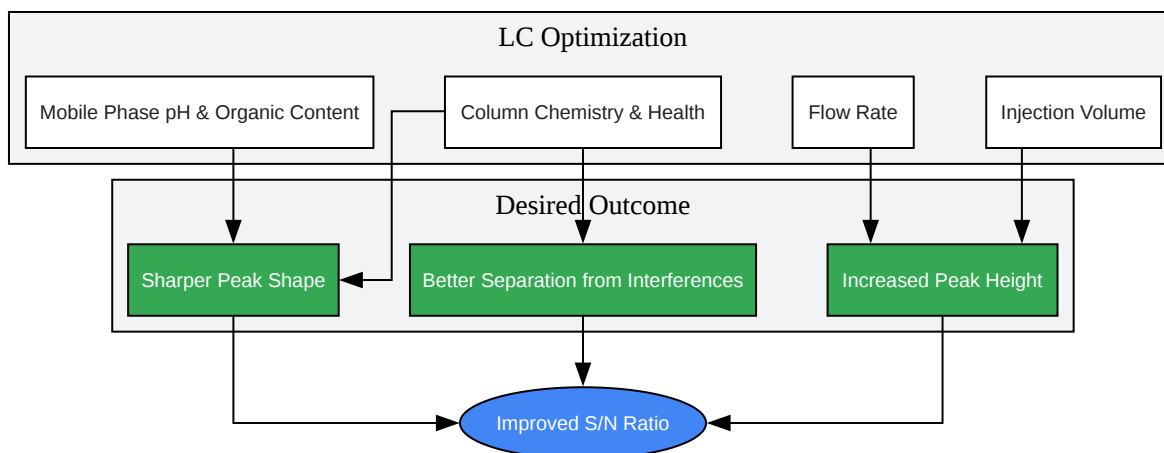 LC Optimization
Mobile Phase pH & Organic Content
Column Chemistry & Health
Flow Rate
Injection Volume
Desired Outcome
Sharper Peak Shape
Better Separation from Interferences
Increased Peak Height
Improved S/N Ratio